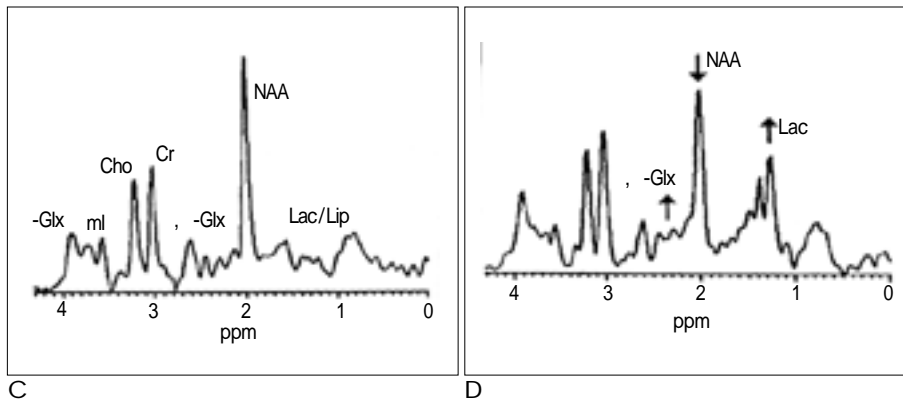 NAA
Cho
Cr
-Glx
mI
, -Glx
Lac/Lip
4 3 2 1 0
ppm
C
NAA
Lac
, -Glx
4 3 2 1 0
ppm
D